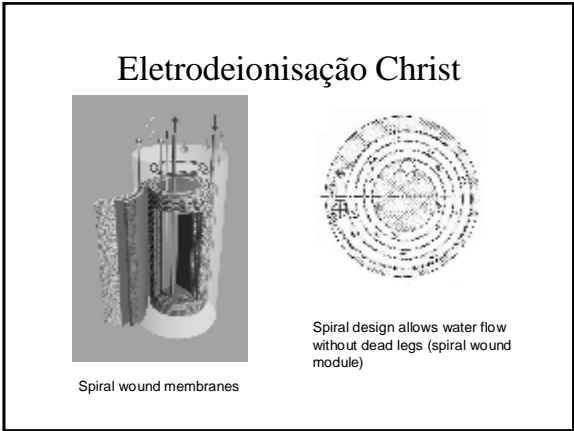 Eletrodeionisação Christ
Spiral design allows water flow
without dead legs (spiral wound
module)
Spiral wound membranes